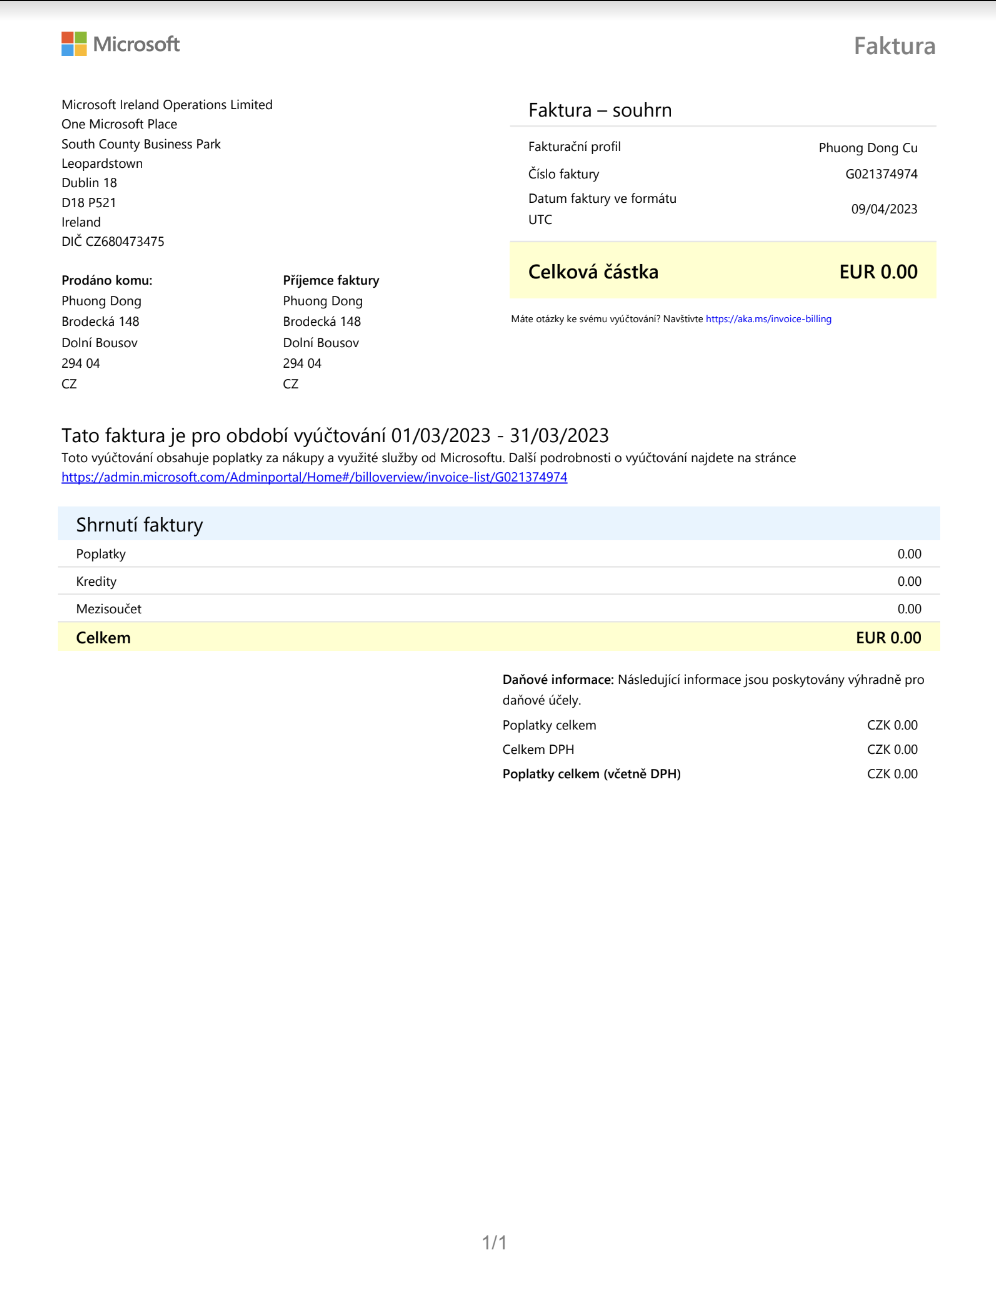 Microsoft
Faktura
Microsoft Ireland Operations Limited
One Microsoft Place
South County Business Park
Leopardstown
Dublin 18
D18 P521
Ireland
DIČ CZ680473475
Prodáno komu:
Phuong Dong
Brodecká 148
Dolní Bousov
294 04
CZ
Příjemce faktury
Phuong Dong
Brodecká 148
Dolní Bousov
294 04
CZ
Faktura – souhrn
Fakturační profil Phuong Dong Cu
Číslo faktury G021374974
Datum faktury ve formátu
UTC 09/04/2023
Celková částka EUR 0.00
Máte otázky ke svému vyúčtování? Navštivte https://aka.ms/invoice-billing
Tato faktura je pro období vyúčtování 01/03/2023 - 31/03/2023
Toto vyúčtování obsahuje poplatky za nákupy a využité služby od Microsoftu. Další podrobnosti o vyúčtování najdete na stránce
https://admin.microsoft.com/Adminportal/Home#/billoverview/invoice-list/G021374974
Shrnutí faktury
Poplatky 0.00
Kredity 0.00
Mezisoučet 0.00
Celkem EUR 0.00
Daňové informace: Následující informace jsou poskytovány výhradně pro
daňové účely.
Poplatky celkem CZK 0.00
Celkem DPH CZK 0.00
Poplatky celkem (včetně DPH) CZK 0.00
1/1